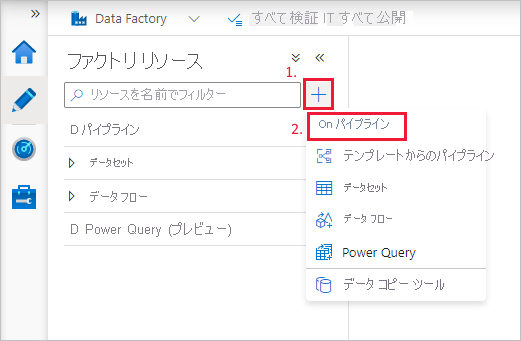 Data Factory
すべて検証 IT すべて公開
ファクトリ リソース
1.
リソースを名前でフィルター
D パイプライン
2.
On パイプライン
テンプレートからのパイプライン
データセット
データセット
データ フロー
データ フロー
D Power Query (プレビュー)
Power Query
データ コピー ツール